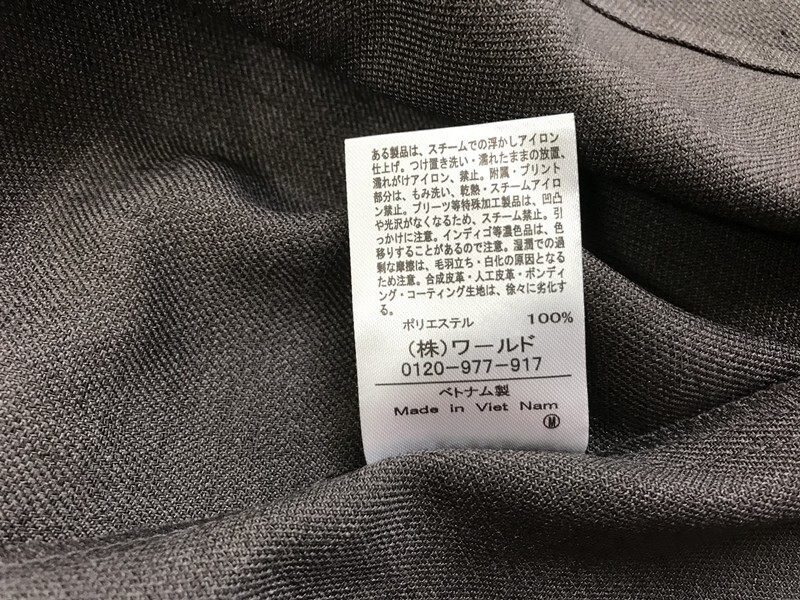 ある製品は、スチームでの浮かしアイロン
仕上げ。つけ置き洗い・濡れたままの放置、
濡れがけアイロン、禁止。附属・プリント
部分は、もみ洗い、乾熱・スチームアイロ
ン禁止。プリーツ等特殊加工製品は、凹凸
や光沢がなくなるため、スチーム禁止。引
っかけに注意。インディゴ等濃色品は、色
移りすることがあるので注意。湿潤での過
剰な摩擦は、毛羽立ち・白化の原因となる
ため注意。合成皮革・人工皮革・ボンディ
ング・コーティング生地は、徐々に劣化す
る。
ポリエステル 100%
(株)ワールド
0120-977-917
ベトナム製
Made in Viet Nam
M